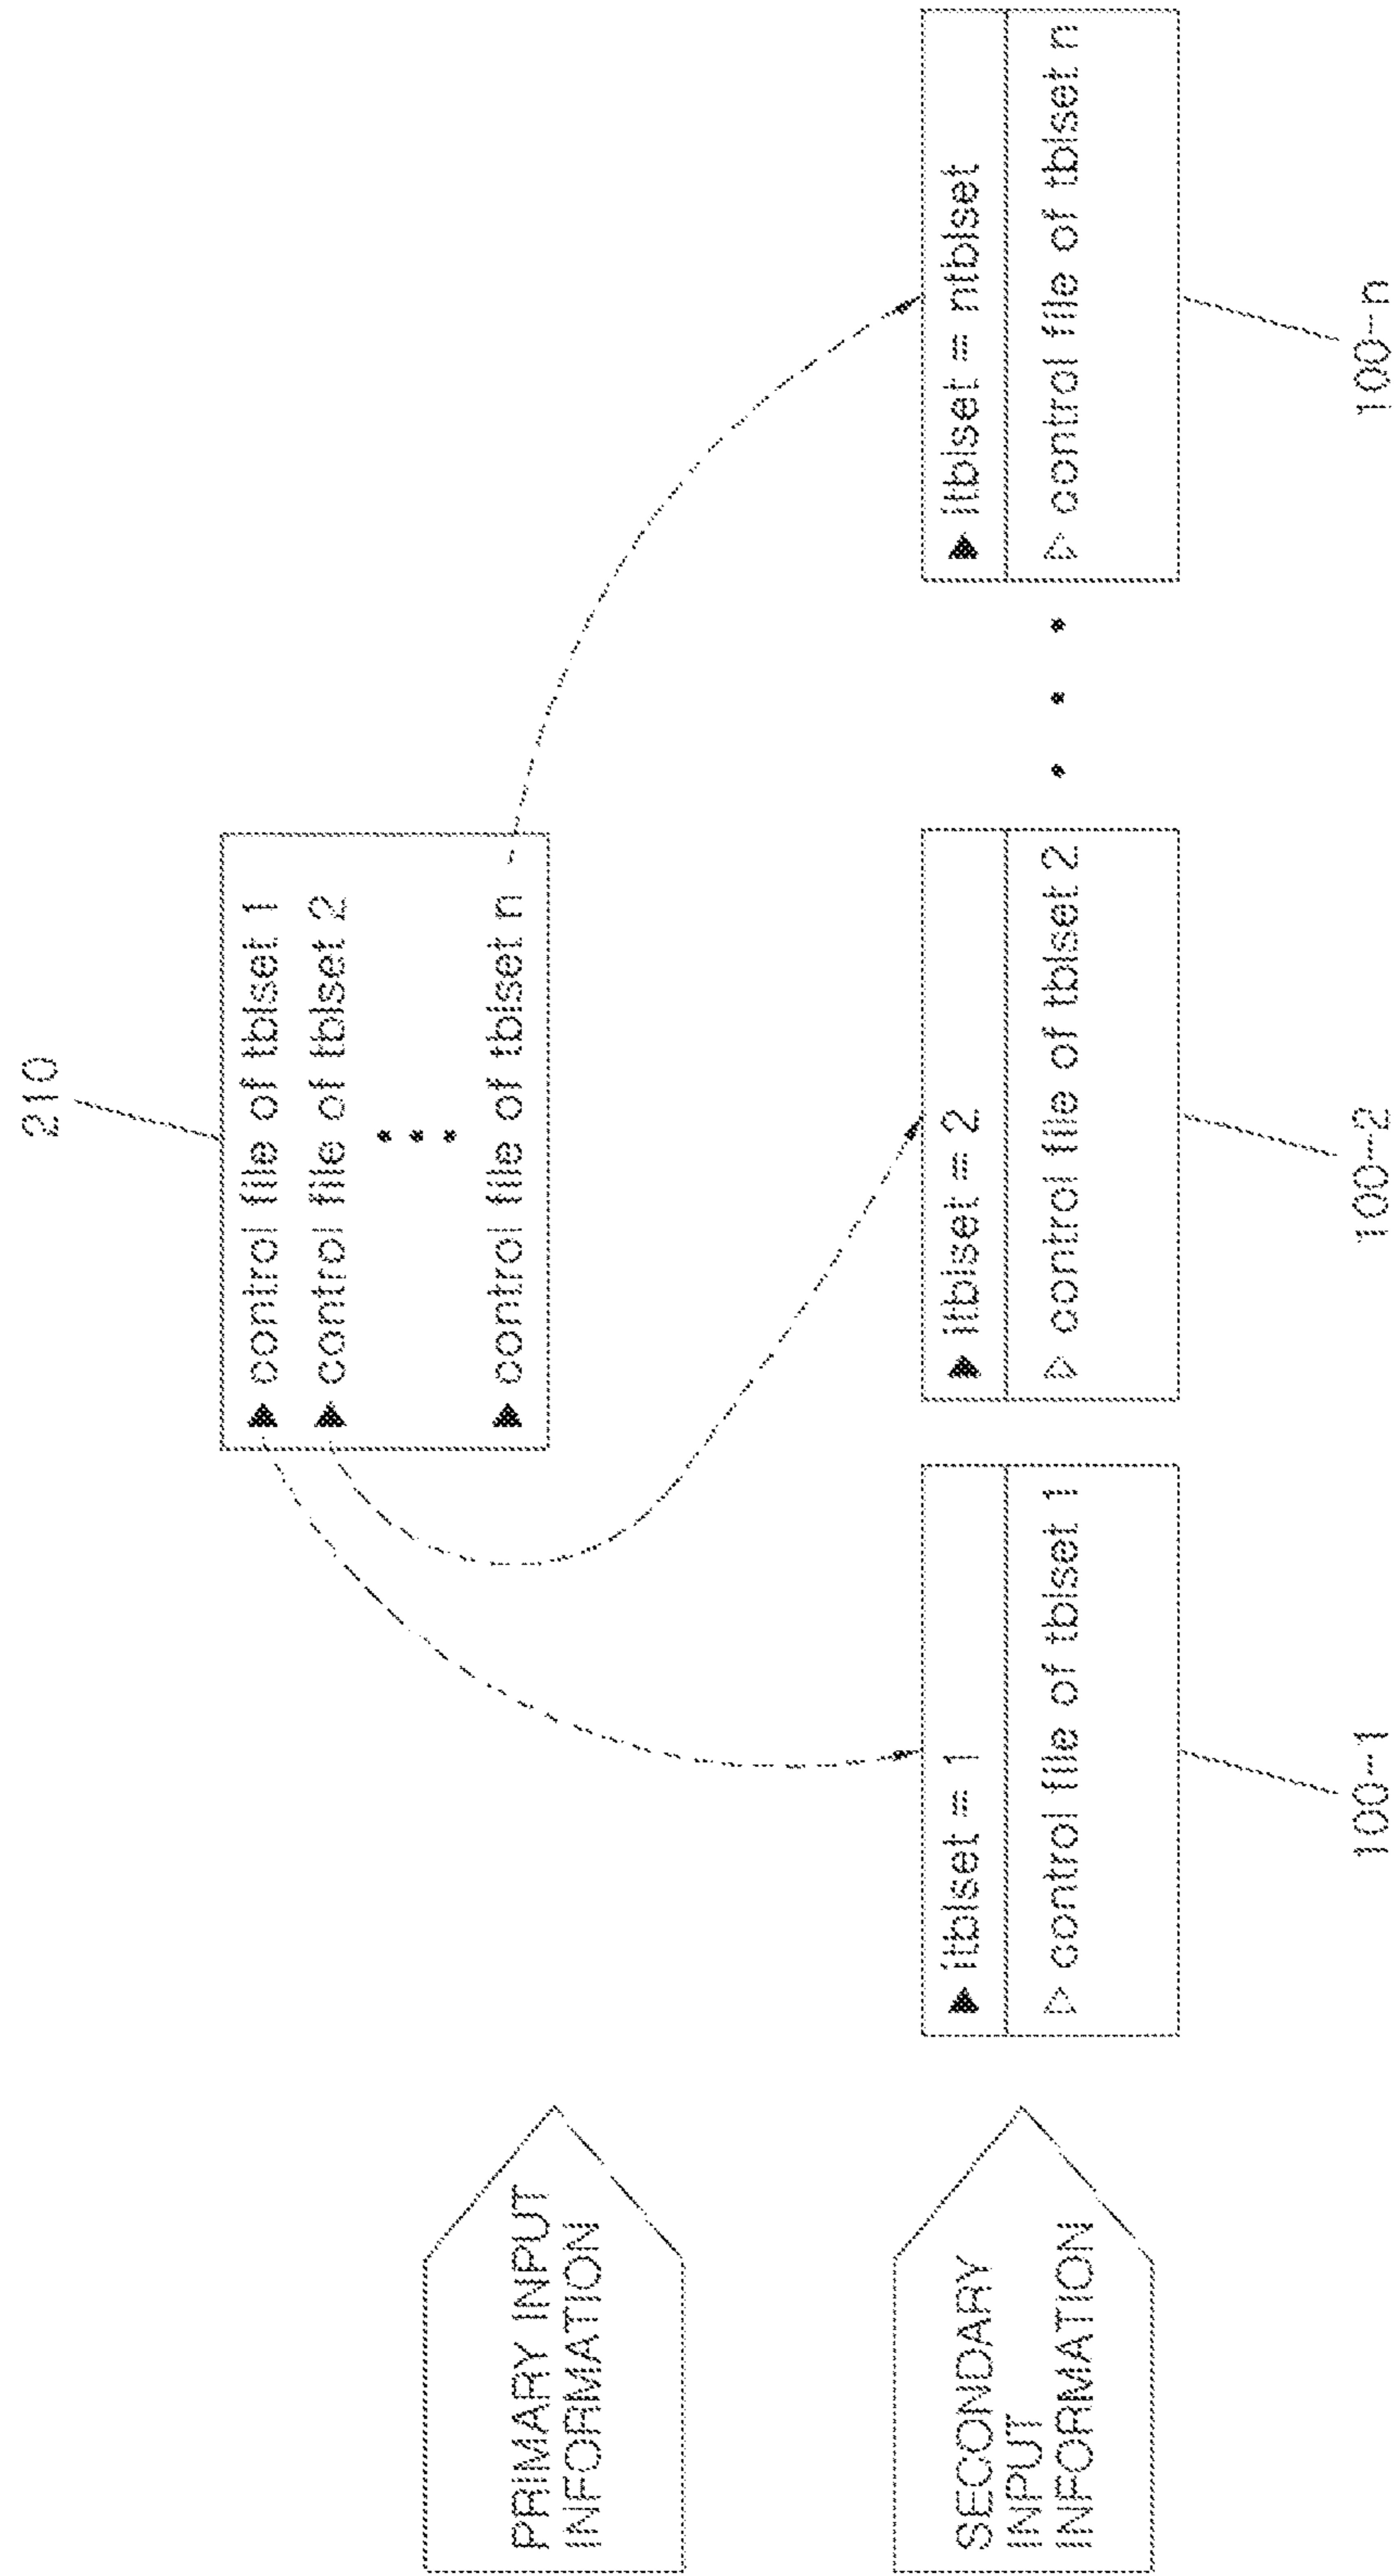 210
▶ control file of tblset 1
▶ control file of tblset 2
•••
▶ control file of tblset n
PRIMARY INPUT
INFORMATION
SECONDARY
INPUT
INFORMATION
▶ itblset = 1
▷ control file of tblset 1
100-1
▶ itblset = 2
▷ control file of tblset 2
100-2
• • •
▶ itblset = ntblset
▷ control file of tblset n
100-n